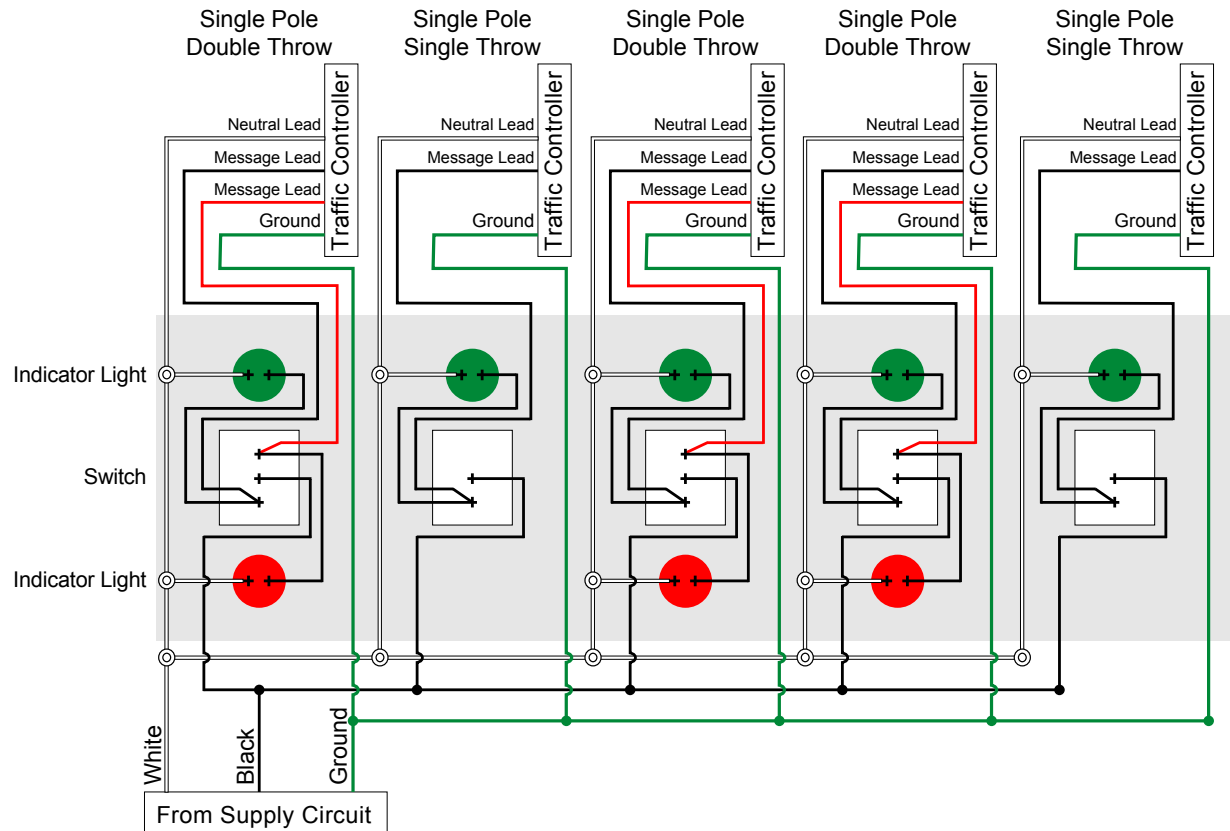 Single Pole
Double Throw
Single Pole
Single Throw
Single Pole
Double Throw
Single Pole
Double Throw
Single Pole
Single Throw
Neutral Lead
Message Lead
Message Lead
Ground
Traffic Controller
Neutral Lead
Message Lead
Ground
Traffic Controller
Neutral Lead
Message Lead
Message Lead
Ground
Traffic Controller
Neutral Lead
Message Lead
Message Lead
Ground
Traffic Controller
Neutral Lead
Message Lead
Ground
Traffic Controller
Indicator Light
Switch
Indicator Light
White
Black
Ground
From Supply Circuit